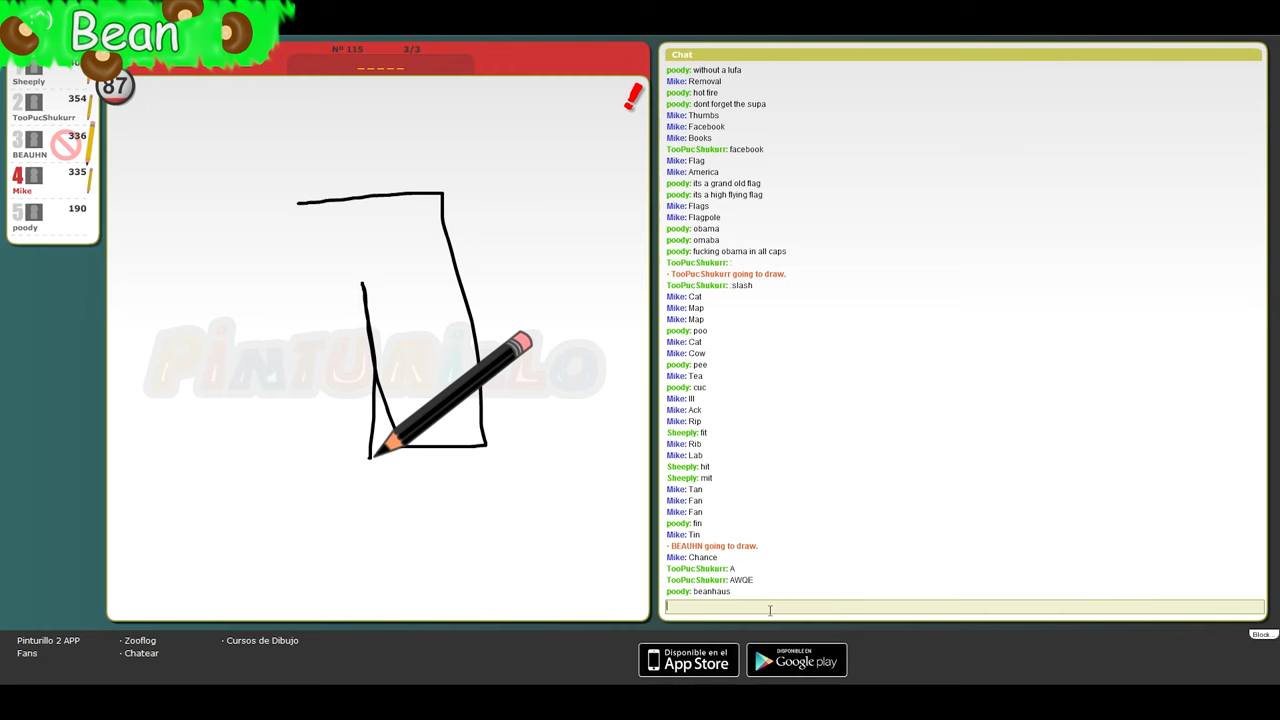 :) Bean
Nº 115 3/3
_ _ _ _ _
87
Sheeply
2 354
TooPucShukurr
3 336
BEAUHN
4 335
Mike
5 190
poody
PINTURILLO
Chat
poody: without a lufa
Mike: Removal
poody: hot fire
poody: dont forget the supa
Mike: Thumbs
Mike: Facebook
Mike: Books
TooPucShukurr: facebook
Mike: Flag
Mike: America
poody: its a grand old flag
poody: its a high flying flag
Mike: Flags
Mike: Flagpole
poody: obama
poody: omaba
poody: fucking obama in all caps
TooPucShukurr: :
· TooPucShukurr going to draw.
TooPucShukurr: :slash
Mike: Cat
Mike: Map
Mike: Map
poody: poo
Mike: Cat
Mike: Cow
poody: pee
Mike: Tea
poody: cuc
Mike: Ill
Mike: Ack
Mike: Rip
Sheeply: fit
Mike: Rib
Mike: Lab
Sheeply: hit
Sheeply: mit
Mike: Tan
Mike: Fan
Mike: Fan
poody: fin
Mike: Tin
· BEAUHN going to draw.
Mike: Chance
TooPucShukurr: A
TooPucShukurr: AWQE
poody: beanhaus
Block...
Pinturillo 2 APP · Zooflog · Cursos de Dibujo
Fans · Chatear
Disponible en el
App Store
DISPONIBLE EN
Google play